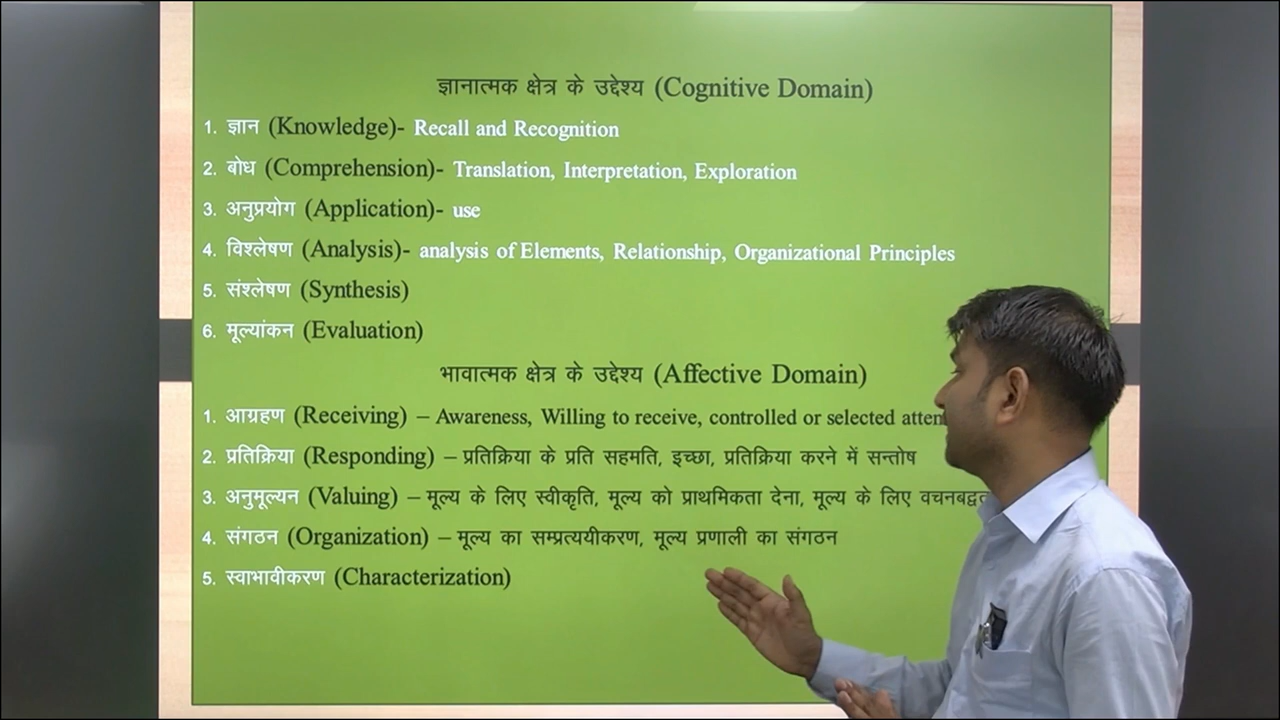 ज्ञानात्मक क्षेत्र के उद्देश्य (Cognitive Domain)
1. ज्ञान (Knowledge)- Recall and Recognition
2. बोध (Comprehension)- Translation, Interpretation, Exploration
3. अनुप्रयोग (Application)- use
4. विश्लेषण (Analysis)- analysis of Elements, Relationship, Organizational Principles
5. संश्लेषण (Synthesis)
6. मूल्यांकन (Evaluation)
भावात्मक क्षेत्र के उद्देश्य (Affective Domain)
1. आग्रहण (Receiving) – Awareness, Willing to receive, controlled or selected
2. प्रतिक्रिया (Responding) – प्रतिक्रिया के प्रति सहमति, इच्छा, प्रतिक्रिया करने में सन्तोष
3. अनुमूल्यन (Valuing) – मूल्य के लिए स्वीकृति, मूल्य को प्राथमिकता देना, मूल्य के लिए
4. संगठन (Organization) – मूल्य का सम्प्रत्ययीकरण, मूल्य प्रणाली का संगठन
5. स्वाभावीकरण (Characterization)